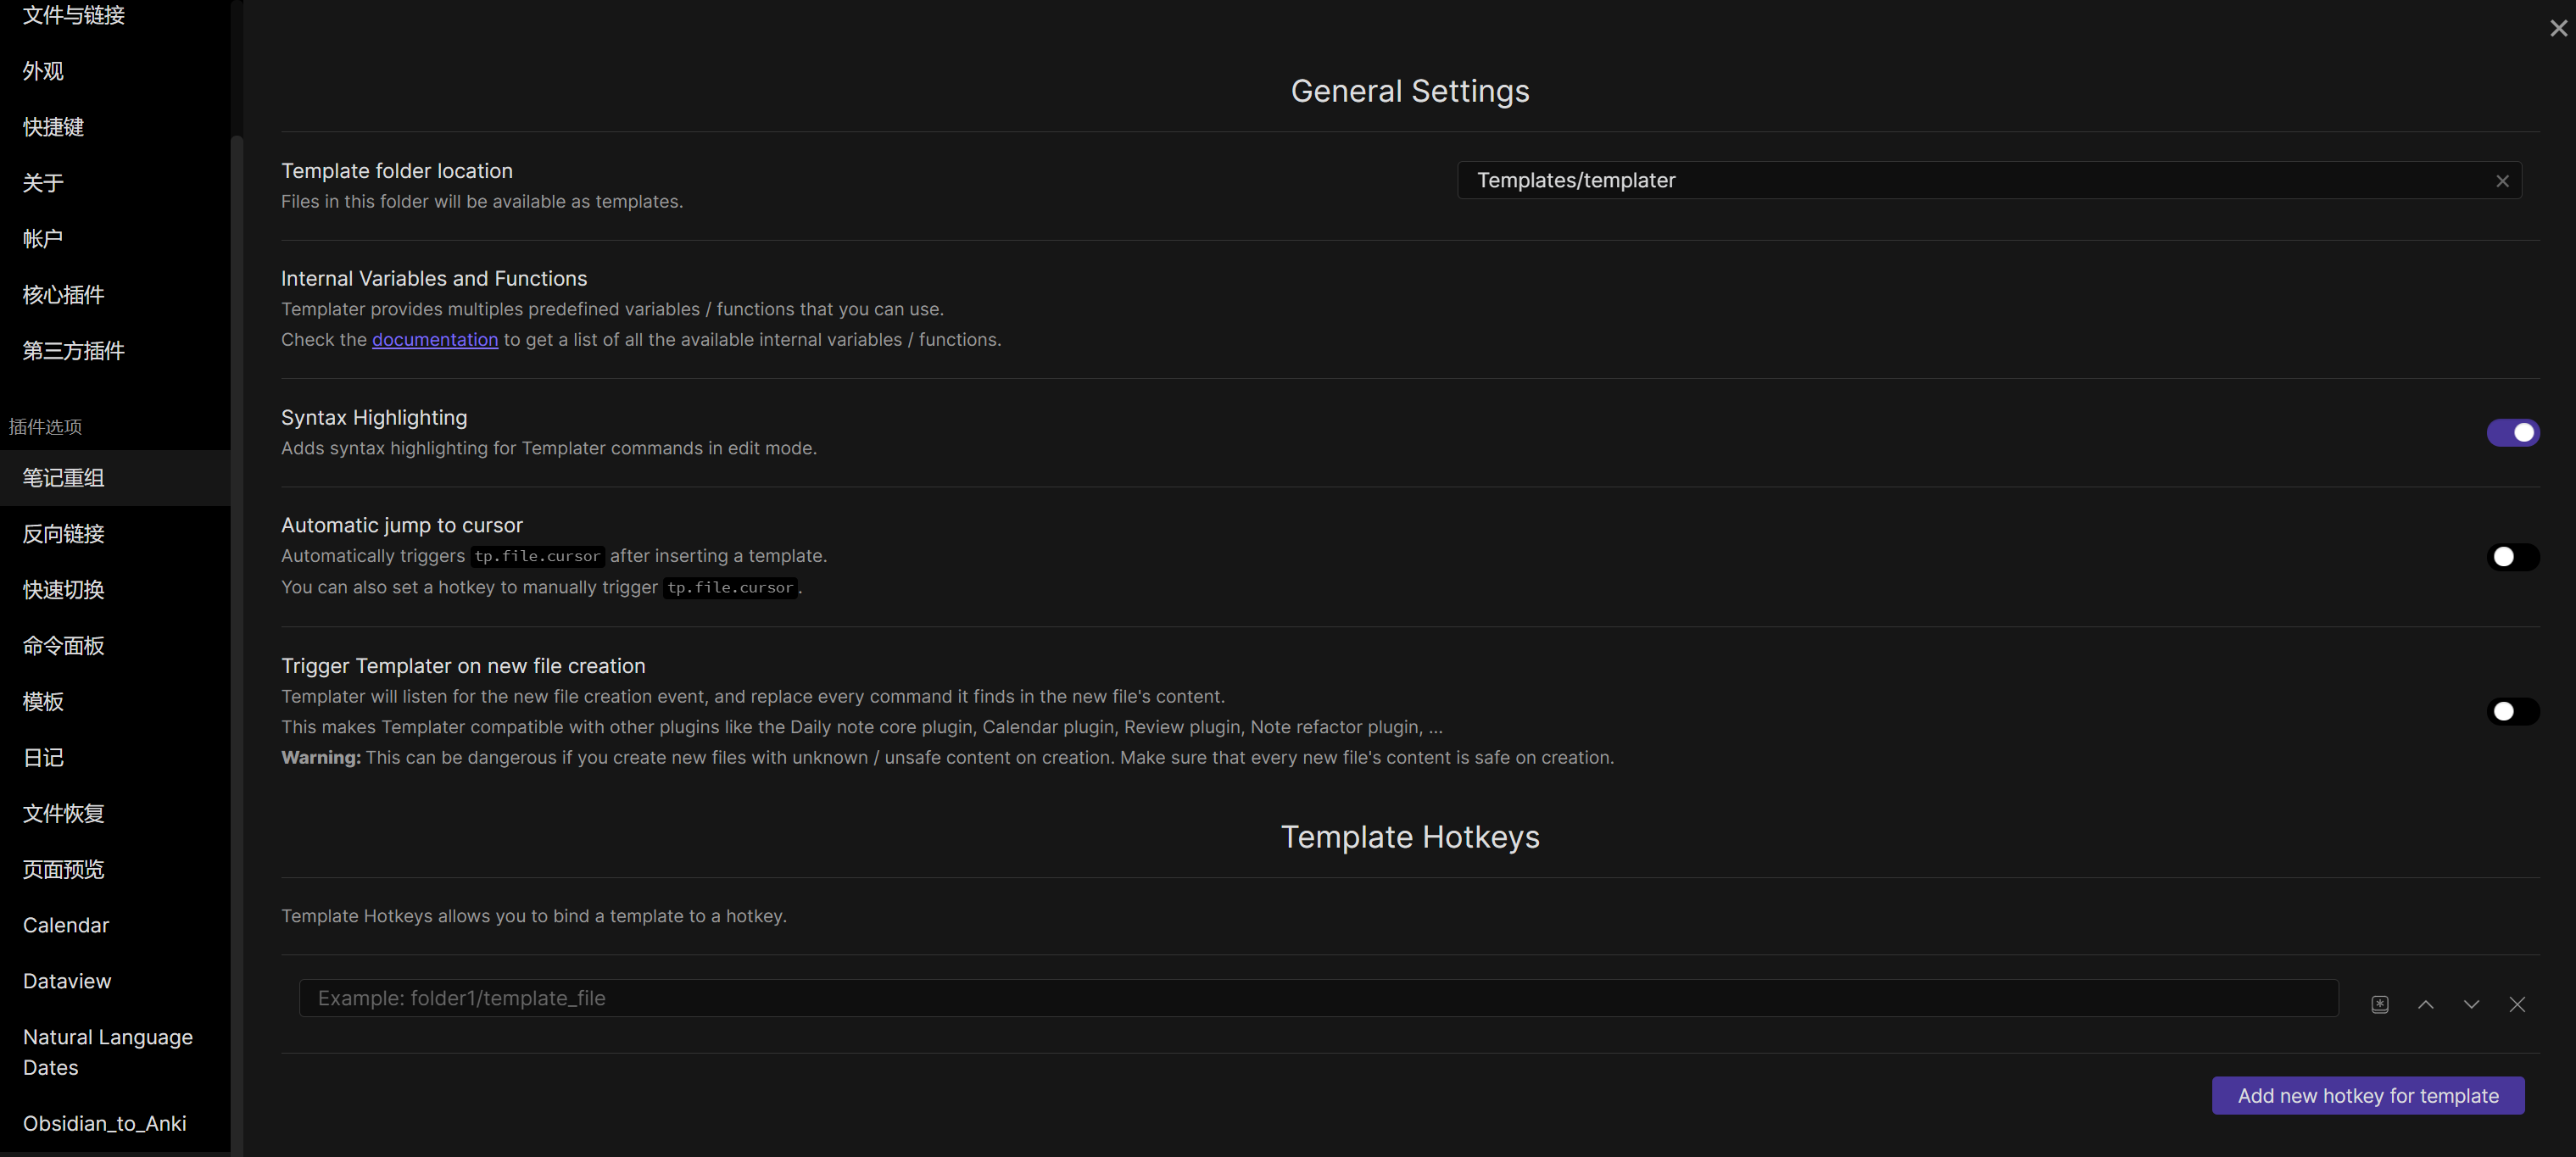 文件与链接
外观
快捷键
关于
帐户
核心插件
第三方插件
插件选项
笔记重组
反向链接
快速切换
命令面板
模板
日记
文件恢复
页面预览
Calendar
Dataview
Natural Language
Dates
Obsidian_to_Anki
General Settings
Template folder location
Files in this folder will be available as templates.
Templates/templater
Internal Variables and Functions
Templater provides multiples predefined variables / functions that you can use.
Check the documentation to get a list of all the available internal variables / functions.
Syntax Highlighting
Adds syntax highlighting for Templater commands in edit mode.
Automatic jump to cursor
Automatically triggers tp.file.cursor after inserting a template.
You can also set a hotkey to manually trigger tp.file.cursor.
Trigger Templater on new file creation
Templater will listen for the new file creation event, and replace every command it finds in the new file's content.
This makes Templater compatible with other plugins like the Daily note core plugin, Calendar plugin, Review plugin, Note refactor plugin, ...
Warning: This can be dangerous if you create new files with unknown / unsafe content on creation. Make sure that every new file's content is safe on creation.
Template Hotkeys
Template Hotkeys allows you to bind a template to a hotkey.
Example: folder1/template_file
Add new hotkey for template